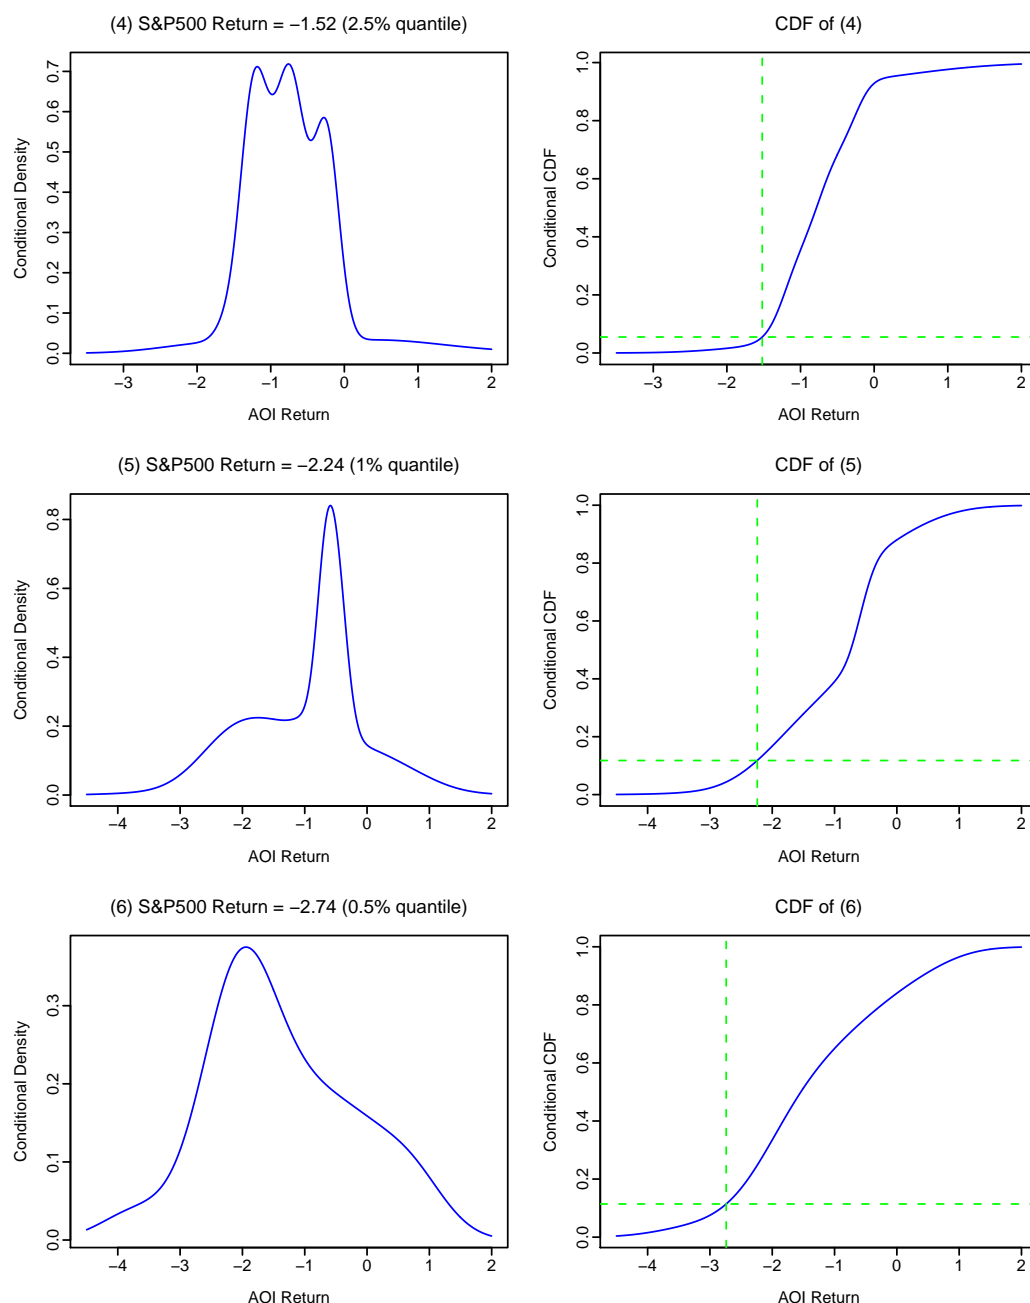 (4) S&P500 Return = −1.52 (2.5% quantile)
Conditional Density
0.0 0.1 0.2 0.3 0.4 0.5 0.6 0.7
−3 −2 −1 0 1 2
AOI Return
CDF of (4)
Conditional CDF
0.0 0.2 0.4 0.6 0.8 1.0
−3 −2 −1 0 1 2
AOI Return
(5) S&P500 Return = −2.24 (1% quantile)
Conditional Density
0.0 0.2 0.4 0.6 0.8
−4 −3 −2 −1 0 1 2
AOI Return
CDF of (5)
Conditional CDF
0.0 0.2 0.4 0.6 0.8 1.0
−4 −3 −2 −1 0 1 2
AOI Return
(6) S&P500 Return = −2.74 (0.5% quantile)
Conditional Density
0.0 0.1 0.2 0.3
−4 −3 −2 −1 0 1 2
AOI Return
CDF of (6)
Conditional CDF
0.0 0.2 0.4 0.6 0.8 1.0
−4 −3 −2 −1 0 1 2
AOI Return